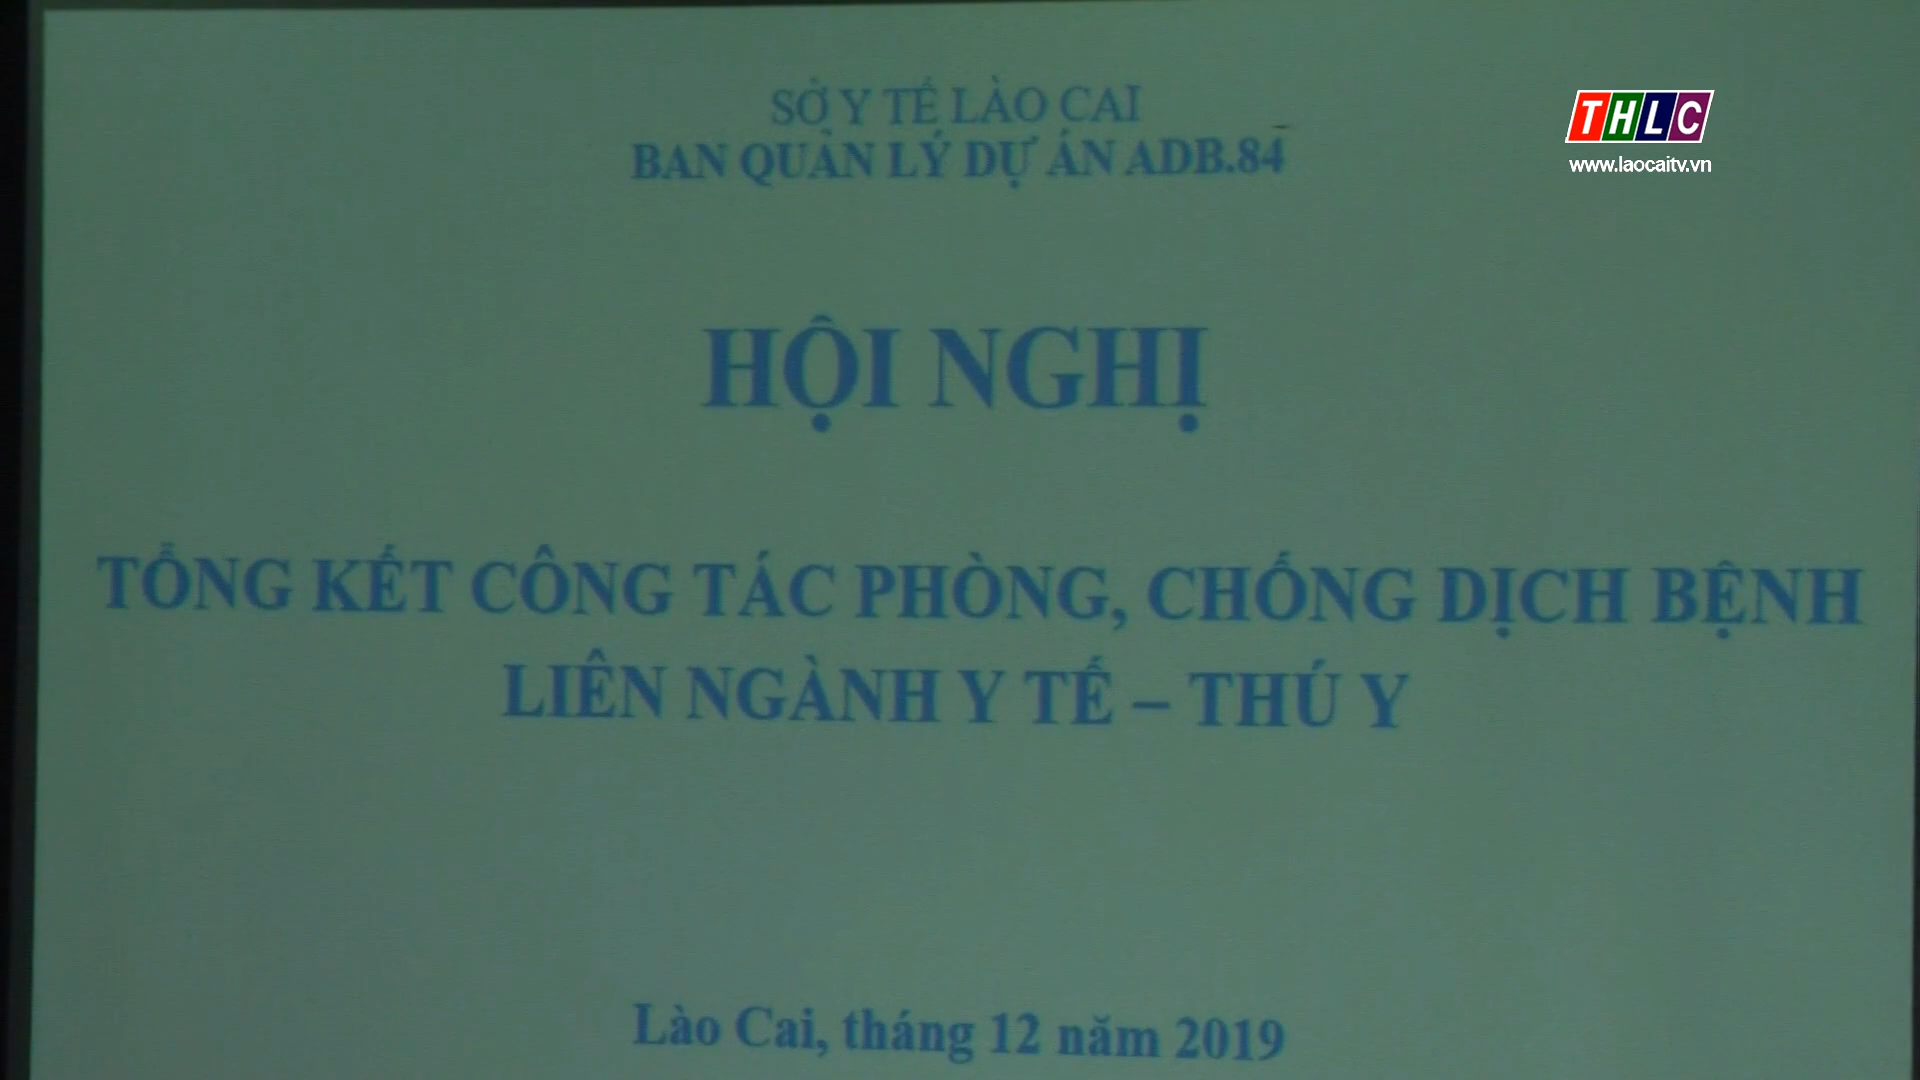 SỞ Y TẾ LÀO CAI
BAN QUẢN LÝ DỰ ÁN ADB.84
THLC
www.laocaitv.vn
HỘI NGHỊ
TỔNG KẾT CÔNG TÁC PHÒNG, CHỐNG DỊCH BỆNH
LIÊN NGÀNH Y TẾ – THÚ Y
Lào Cai, tháng 12 năm 2019